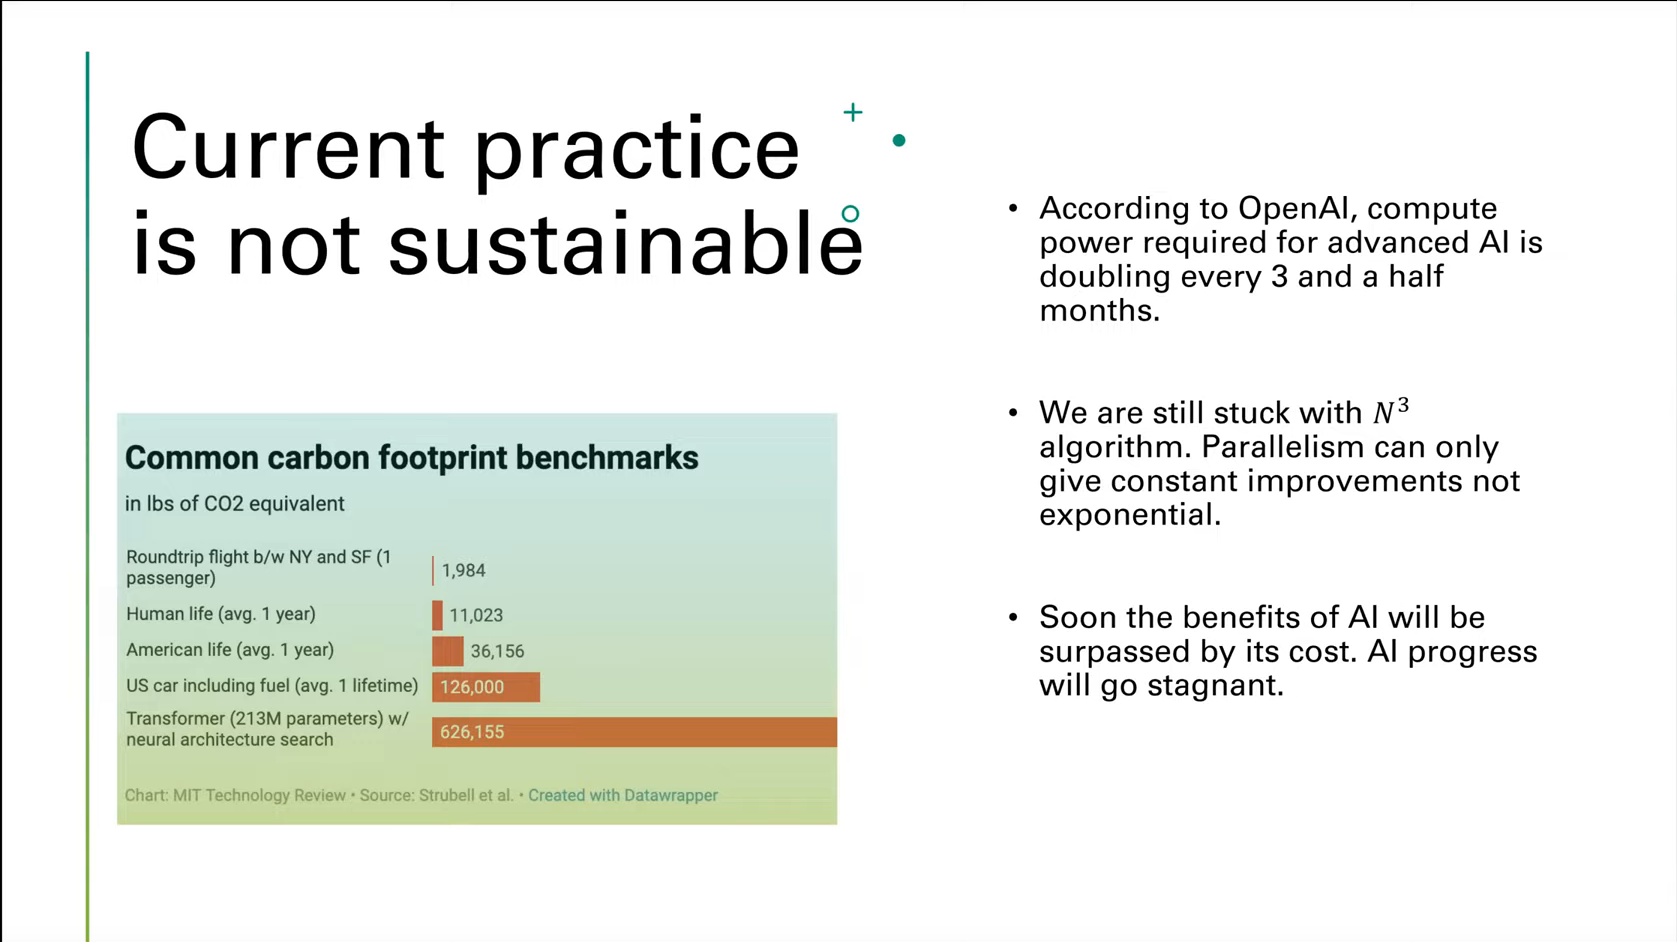 Current practice
is not sustainable
• According to OpenAI, compute
power required for advanced AI is
doubling every 3 and a half
months.
• We are still stuck with N³
algorithm. Parallelism can only
give constant improvements not
exponential.
• Soon the benefits of AI will be
surpassed by its cost. AI progress
will go stagnant.
Common carbon footprint benchmarks
in lbs of CO2 equivalent
Roundtrip flight b/w NY and SF (1
passenger)
1,984
Human life (avg. 1 year)
11,023
American life (avg. 1 year)
36,156
US car including fuel (avg. 1 lifetime)
126,000
Transformer (213M parameters) w/
neural architecture search
626,155
Chart: MIT Technology Review • Source: Strubell et al. • Created with Datawrapper